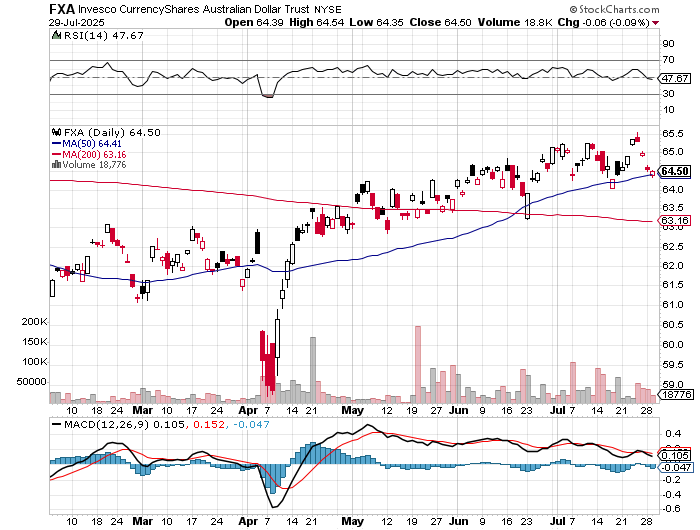 FXA Invesco CurrencyShares Australian Dollar Trust NYSE © StockCharts.com
29-Jul-2025 Open 64.39 High 64.54 Low 64.35 Close 64.50 Volume 18.8K Chg -0.06 (-0.09%)
RSI(14) 47.67
90
70
50
47.67
30
10
FXA (Daily) 64.50
MA(50) 64.41
MA(200) 63.16
Volume 18,776
65.5
65.0
64.50
64.0
63.5
63.16
63.0
62.5
62.0
61.5
61.0
60.5
60.0
59.5
59.0
200K
150K
100K
50000
18776
10 18 24 Mar 10 17 24 Apr 7 14 21 May 12 19 27 Jun 9 16 23 Jul 7 14 21 28
MACD(12,26,9) 0.105, 0.152, -0.047
0.4
0.105
-0.047
-0.2
-0.4
-0.6
10 18 24 Mar 10 17 24 Apr 7 14 21 May 12 19 27 Jun 9 16 23 Jul 7 14 21 28